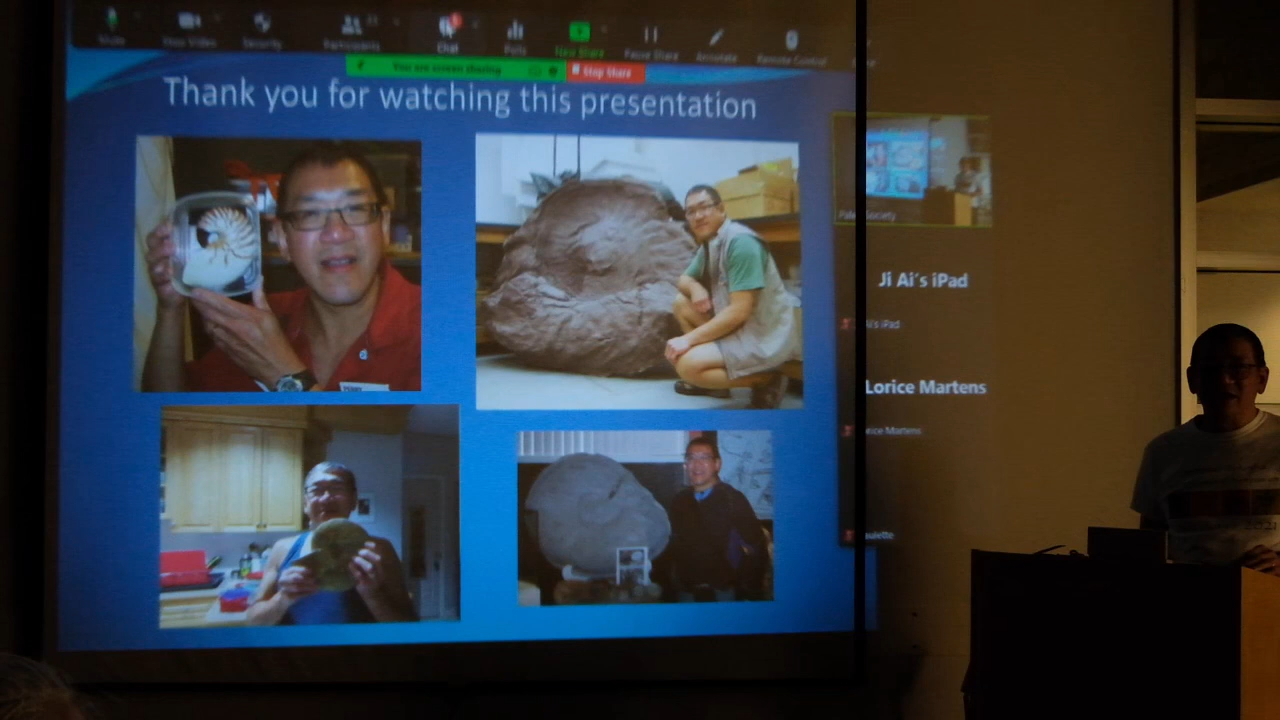 Mute
Stop Video
Security
Participants
Chat
Polls
New Share
Pause Share
Annotate
Remote Control
You are screen sharing
Stop Share
Thank you for watching this presentation
Ji Ai's iPad
Lorice Martens